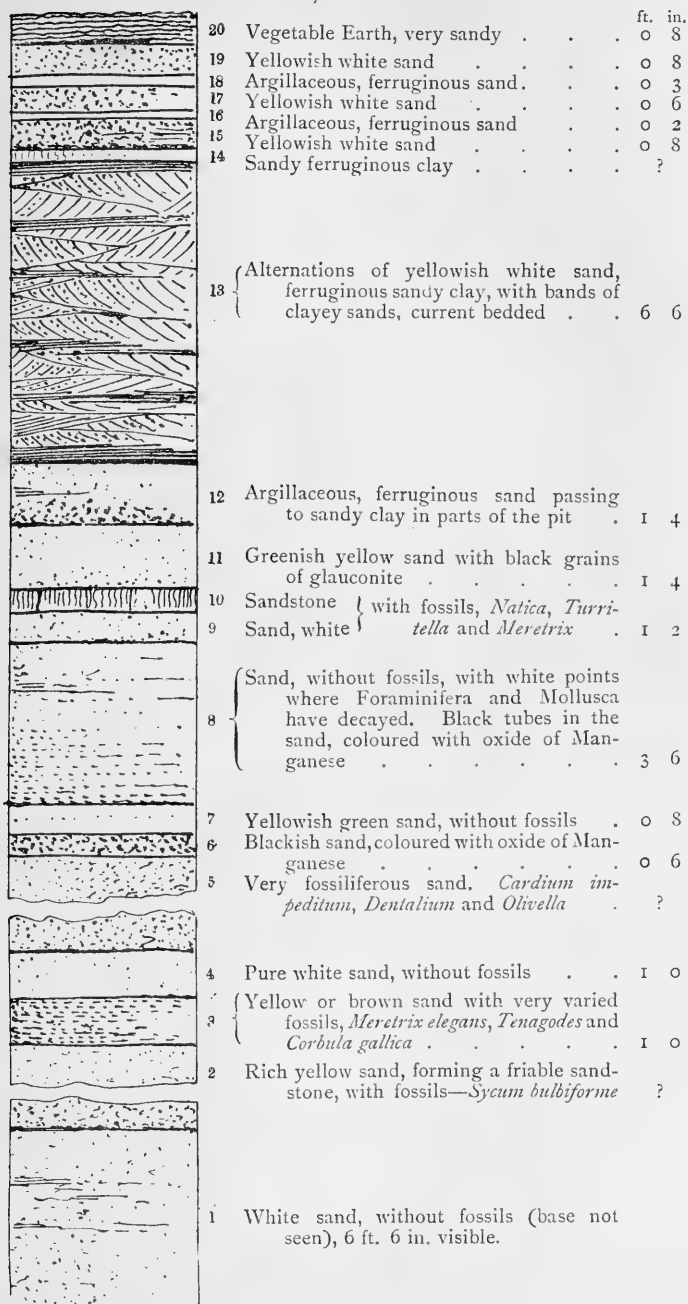 ft. in.
20 Vegetable Earth, very sandy . . . 0 8
19 Yellowish white sand . . . . 0 8
18 Argillaceous, ferruginous sand . . . 0 3
17 Yellowish white sand . . . . 0 6
16 Argillaceous, ferruginous sand . . 0 2
15 Yellowish white sand . . . . 0 8
14 Sandy ferruginous clay . . . . ?
Alternations of yellowish white sand,
13 { ferruginous sandy clay, with bands of
clayey sands, current bedded . . 6 6
12 Argillaceous, ferruginous sand passing
to sandy clay in parts of the pit . 1 4
11 Greenish yellow sand with black grains
of glauconite . . . . . 1 4
10 Sandstone } with fossils, Natica, Turri-
9 Sand, white } tella and Meretrix . 1 2
Sand, without fossils, with white points
where Foraminifera and Mollusca
8 { have decayed. Black tubes in the
sand, coloured with oxide of Man-
ganese . . . . . . 3 6
7 Yellowish green sand, without fossils . 0 8
6 Blackish sand, coloured with oxide of Man-
ganese . . . . . . 0 6
5 Very fossiliferous sand. Cardium im-
peditum, Dentalium and Olivella . ?
4 Pure white sand, without fossils . . 1 0
3 { Yellow or brown sand with very varied
fossils, Meretrix elegans, Tenagodes and
Corbula gallica . . . . . 1 0
2 Rich yellow sand, forming a friable sand-
stone, with fossils—Sycum bulbiforme ?
1 White sand, without fossils (base not
seen), 6 ft. 6 in. visible.